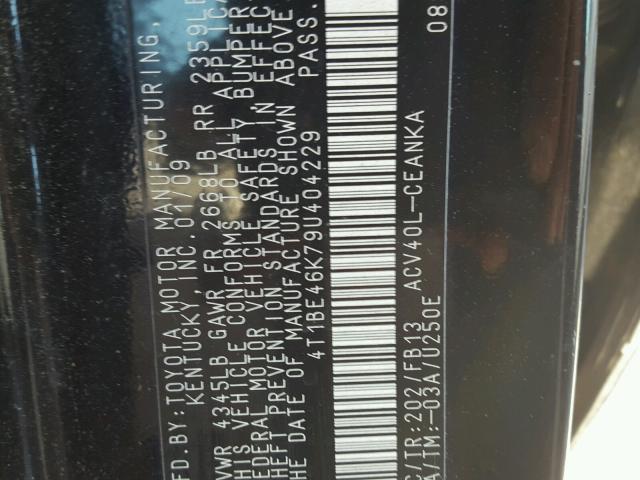 FD.BY:TOYOTA MOTOR MANUFACTURING,
KENTUCKY INC. 01/09
VWR 4345LB GAWR FR 2668LB RR 2359LB
HIS VEHICLE CONFORMS TO ALL APPLICA
EDERAL MOTOR VEHICLE SAFETY, BUMPER
HEFT PREVENTION STANDARDS IN EFFEC
HE DATE OF MANUFACTURE SHOWN ABOVE
4T1BE46K79U404229 PASS.
ACV40L-CEANKA 08
C/TR:202/FB13
A/TM:-03A/U250E